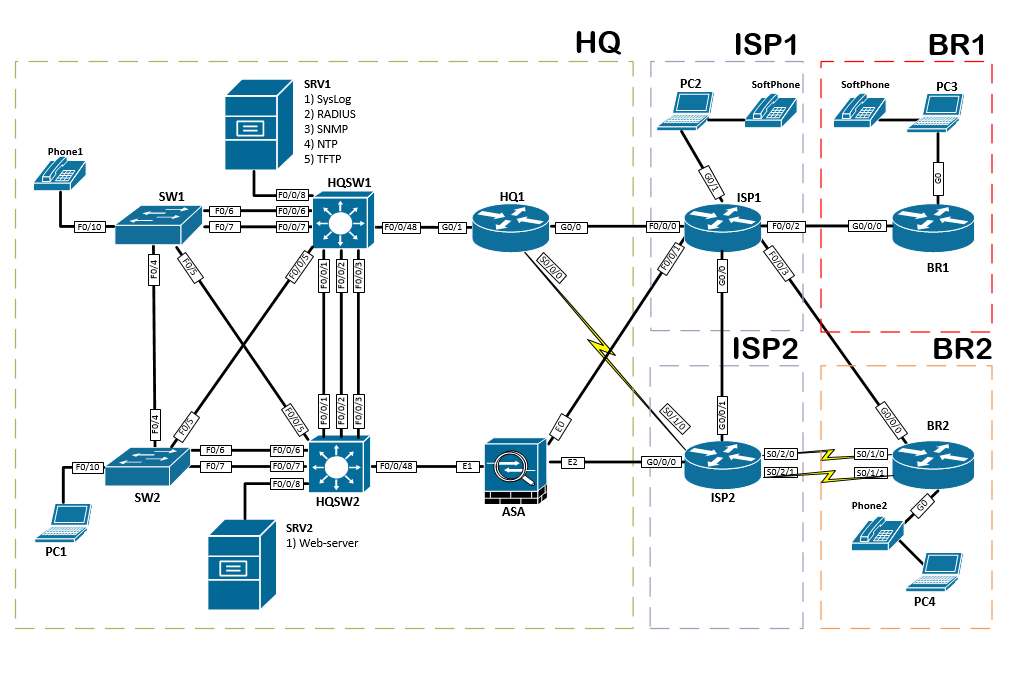 HQ
ISP1
BR1
SRV1
1) SysLog
2) RADIUS
3) SNMP
4) NTP
5) TFTP
PC2
SoftPhone
SoftPhone
PC3
Phone1
HQSW1
F0/0/8
SW1
F0/6
F0/0/6
F0/10
F0/7
F0/0/7
F0/0/48
G0/1
HQ1
G0/0
G0/1
G0
ISP1
F0/0/0
F0/0/2
G0/0/0
BR1
F0/4
F0/5
F0/0/5
F0/0/1
F0/0/2
F0/0/3
S0/0/0
F0/0/1
G0/0
F0/0/3
ISP2
BR2
F0/4
F0/5
F0/0/5
F0/0/1
F0/0/2
F0/0/3
E0
S0/1/0
G0/0/1
G0/0/0
BR2
F0/6
F0/0/6
F0/10
F0/7
F0/0/7
F0/0/8
F0/0/48
E1
E2
G0/0/0
S0/2/0
S0/1/0
S0/2/1
S0/1/1
SW2
HQSW2
ASA
ISP2
G0
Phone2
PC1
SRV2
1) Web-server
PC4